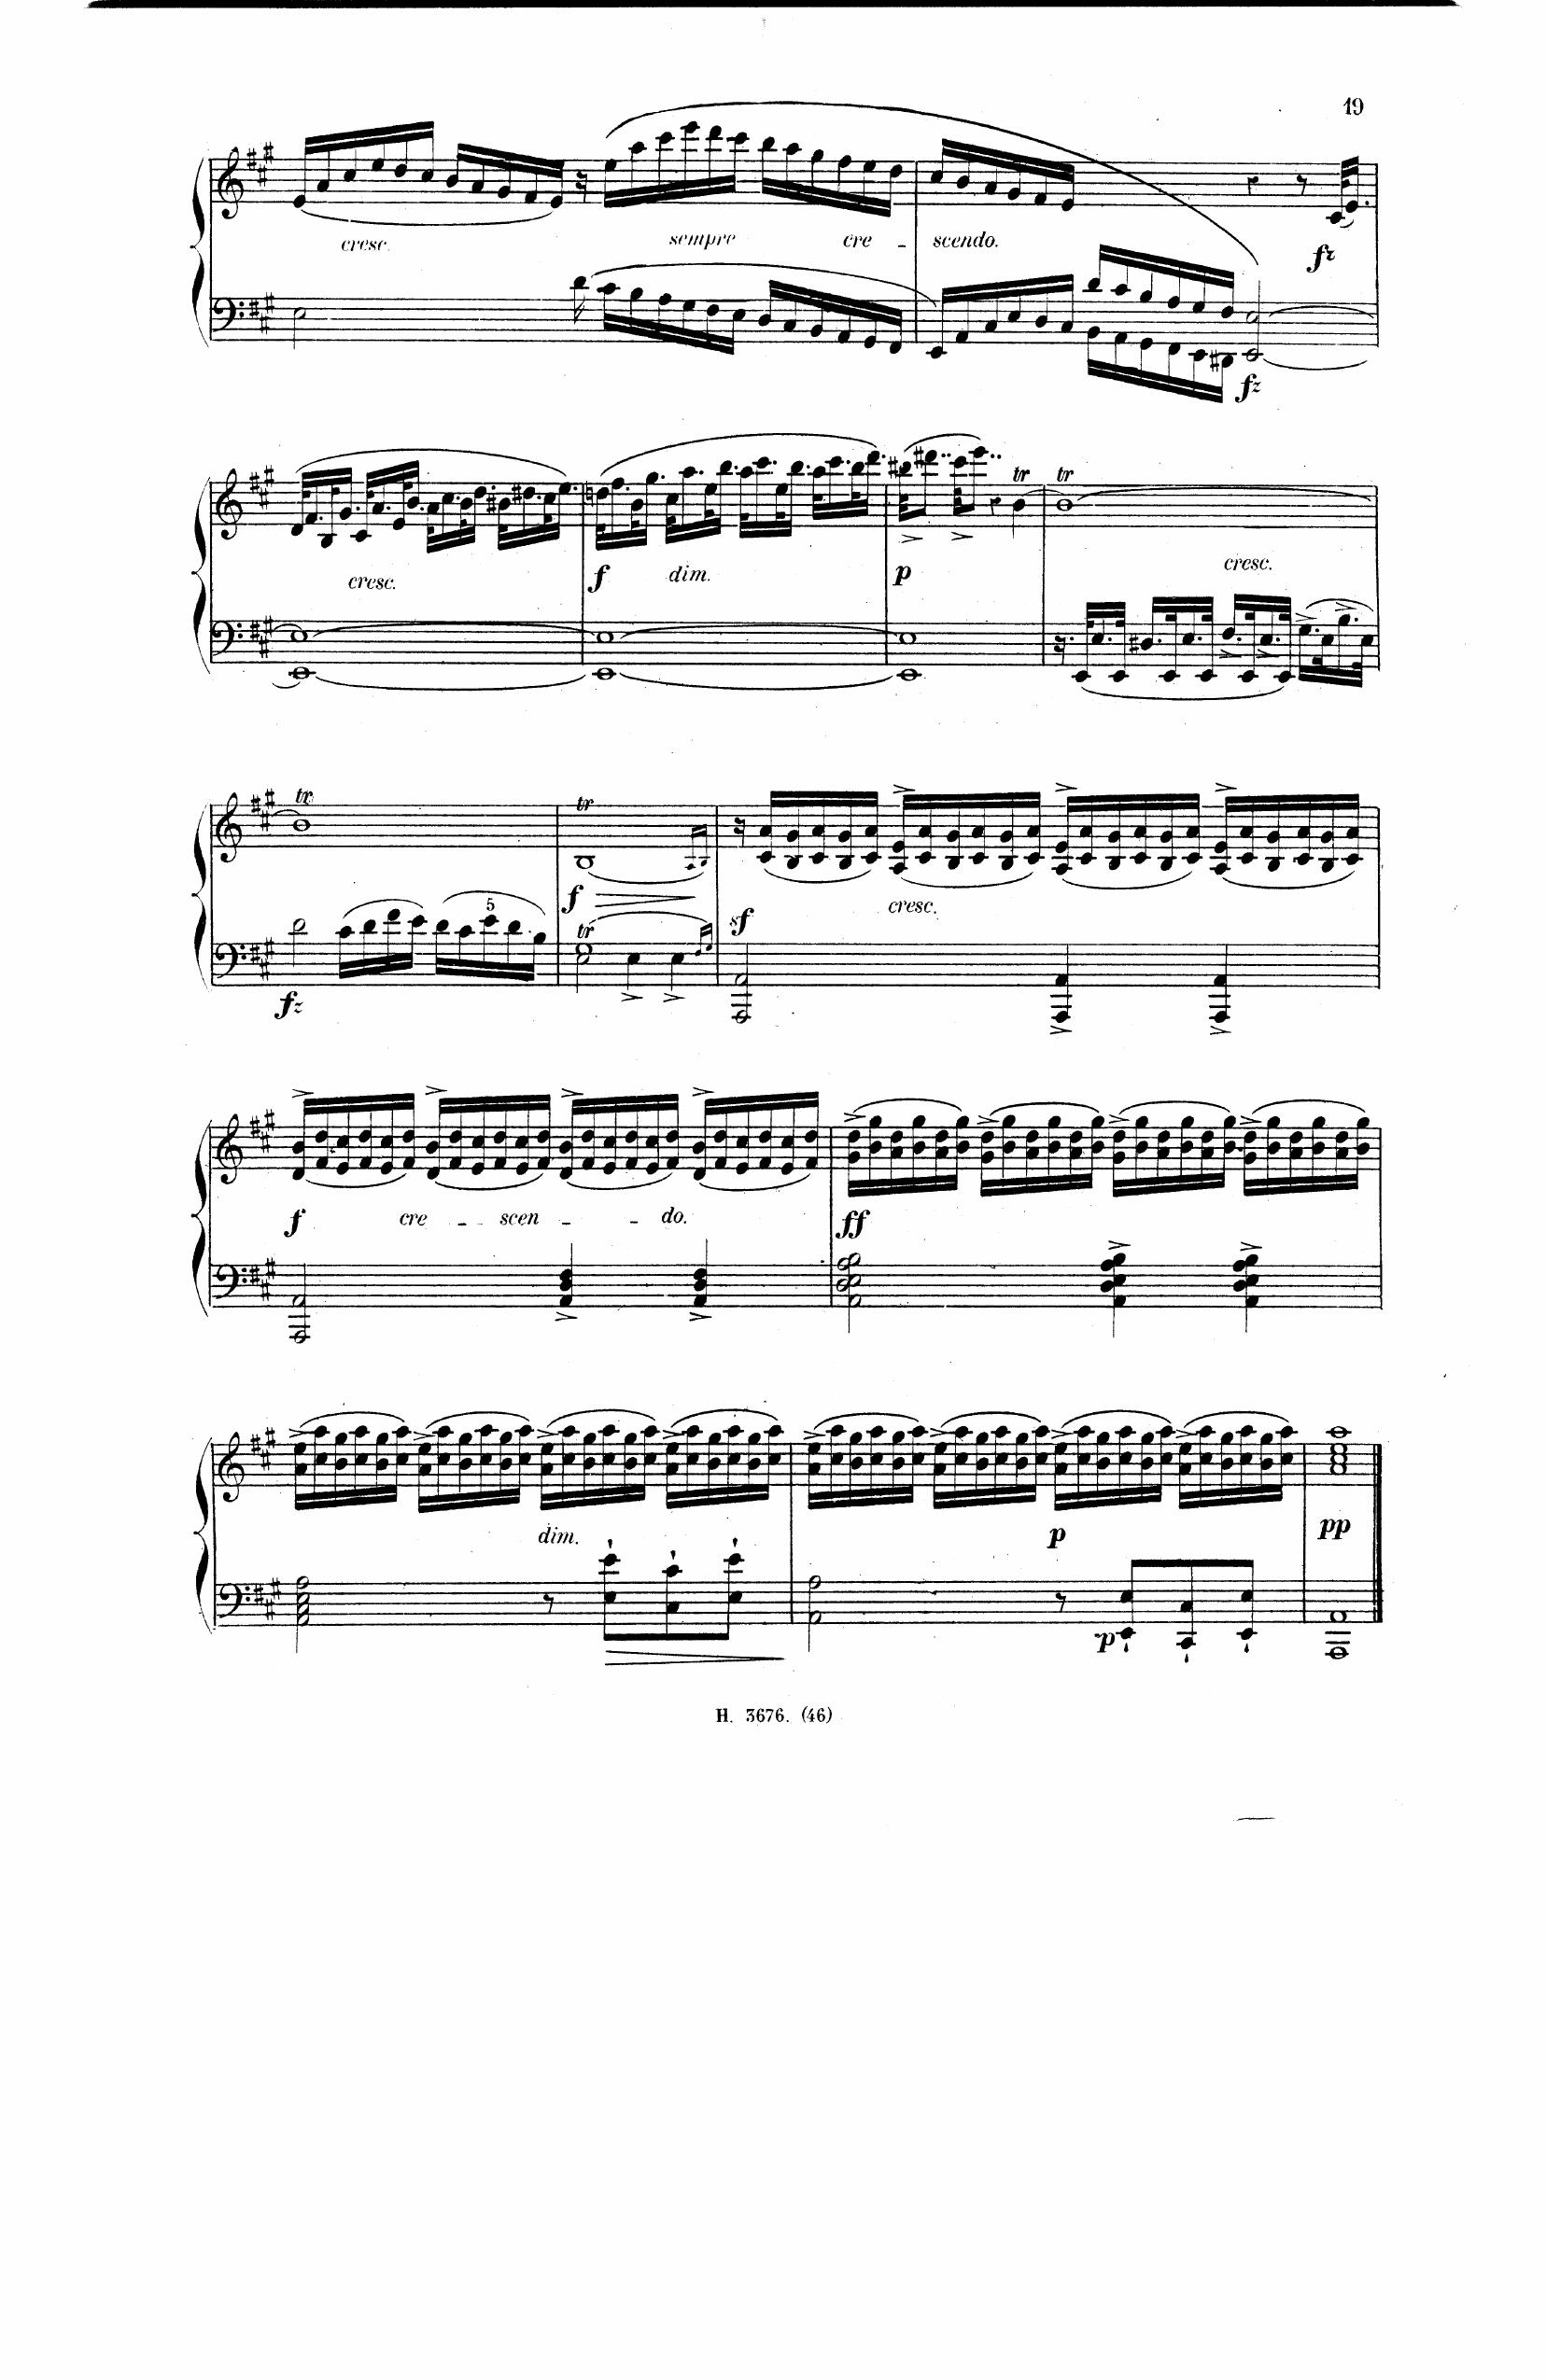 19
cresc. sempre cre - scendo. fz
fz
tr tr
cresc. f dim. p cresc.
tr tr
f cresc.
5 tr sf
fz
f cre - - scen - - do. ff
dim. p pp
p
H. 3676. (46)